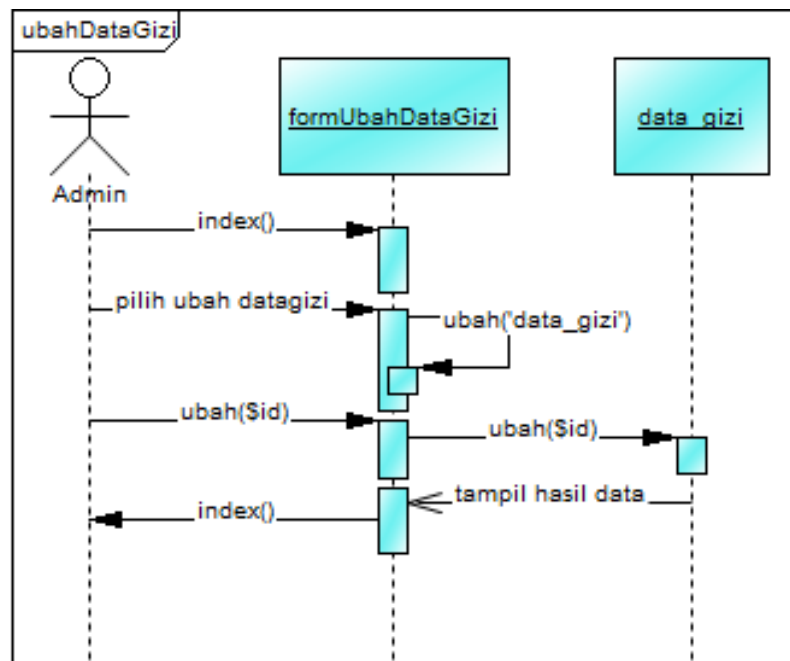 ubahDataGizi
formUbahDataGizi
data_gizi
Admin
index()
pilih ubah datagizi
ubah('data_gizi')
ubah($id)
ubah($id)
tampil hasil data
index()